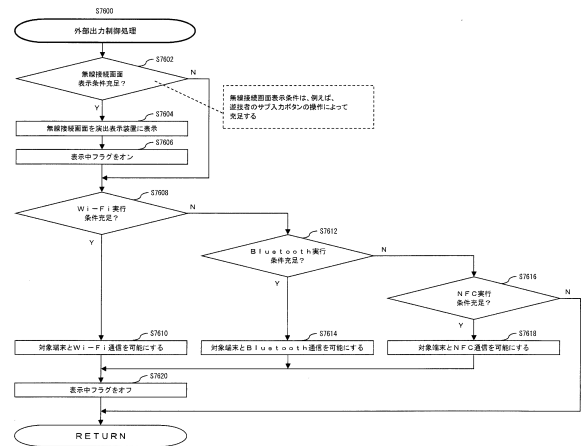 S7600
外部出力制御処理
S7602
無線接続画面
表示条件充足？
N
Y
無線接続画面表示条件は、例えば、
遊技者のサブ入力ボタンの操作によって
充足する
S7604
無線接続画面を演出表示装置に表示
S7606
表示中フラグをオン
S7608
Wi－Fi実行
条件充足？
N
Y
S7612
Bluetooth実行
条件充足？
N
Y
S7616
NFC実行
条件充足？
N
Y
S7610
対象端末とWi－Fi通信を可能にする
S7614
対象端末とBluetooth通信を可能にする
S7618
対象端末とNFC通信を可能にする
S7620
表示中フラグをオフ
RETURN